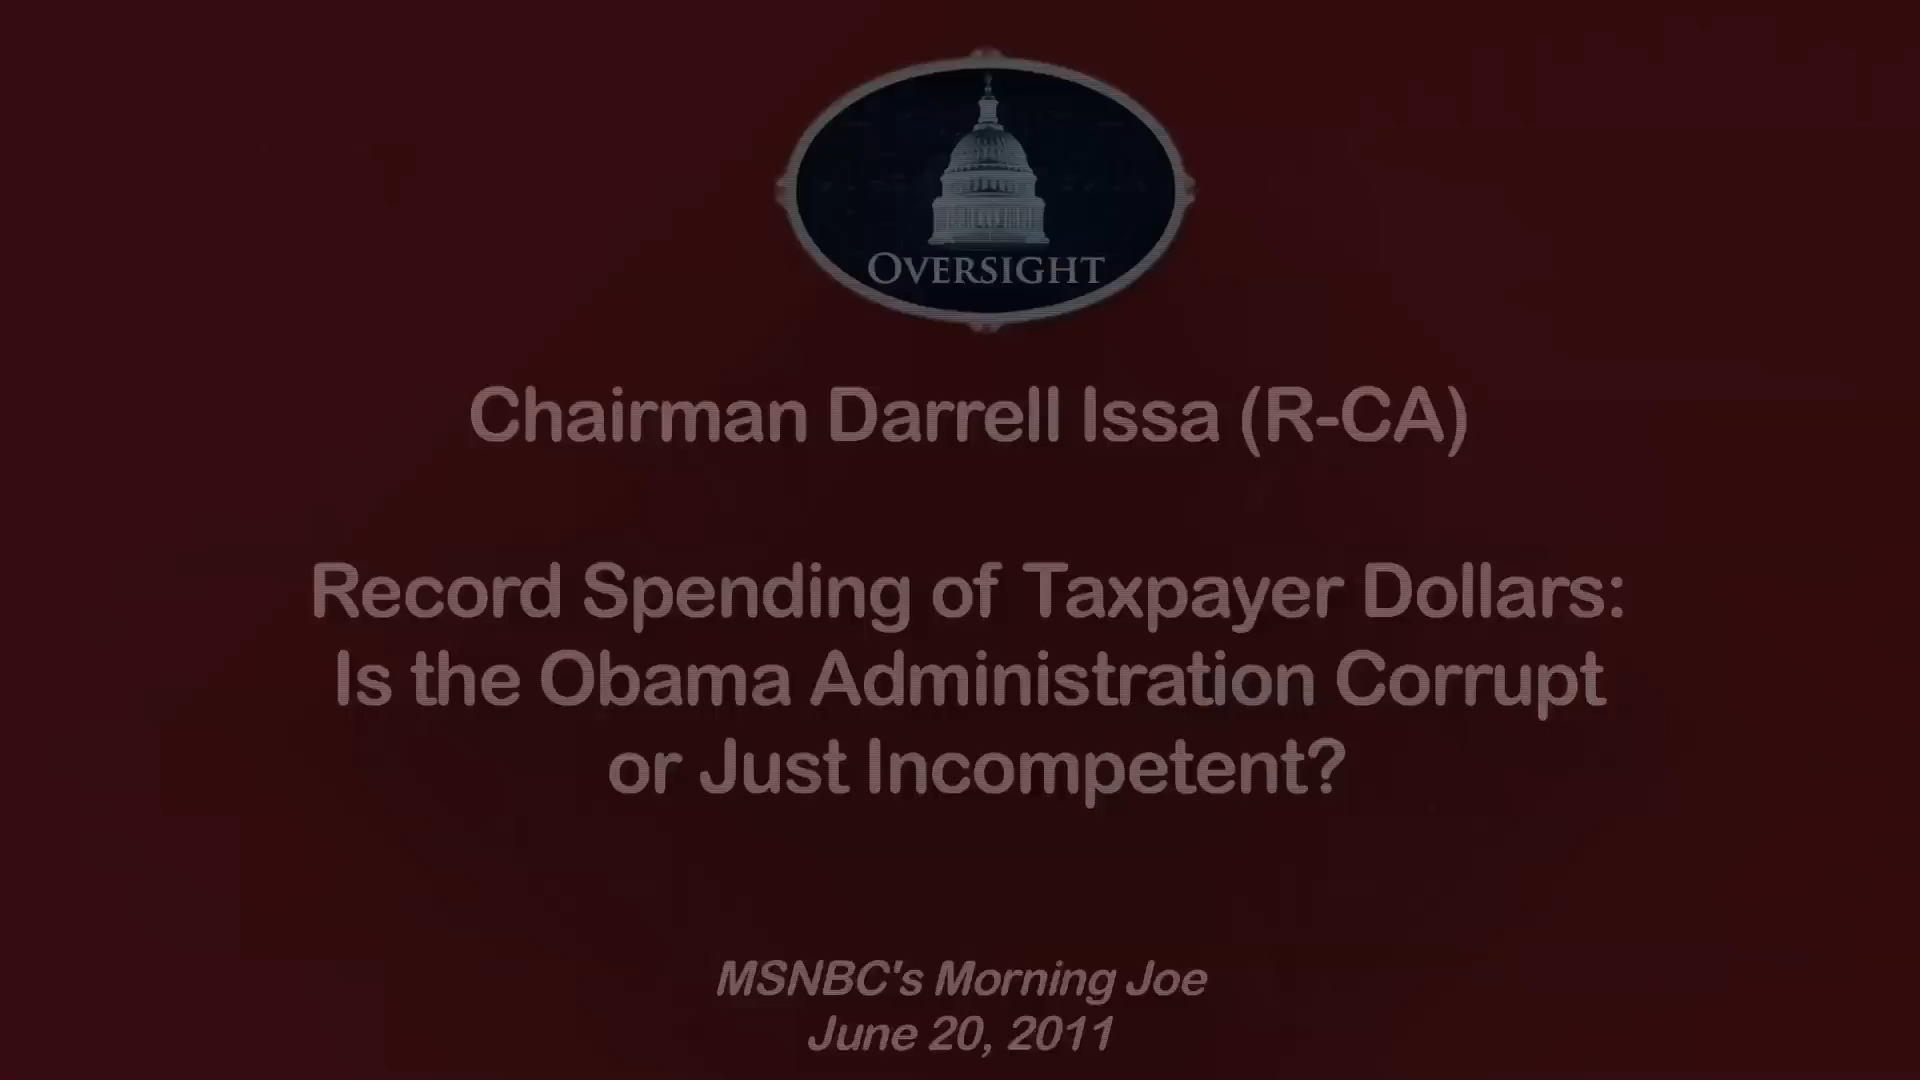 OVERSIGHT
Chairman Darrell Issa (R-CA)
Record Spending of Taxpayer Dollars:
Is the Obama Administration Corrupt
or Just Incompetent?
MSNBC's Morning Joe
June 20, 2011